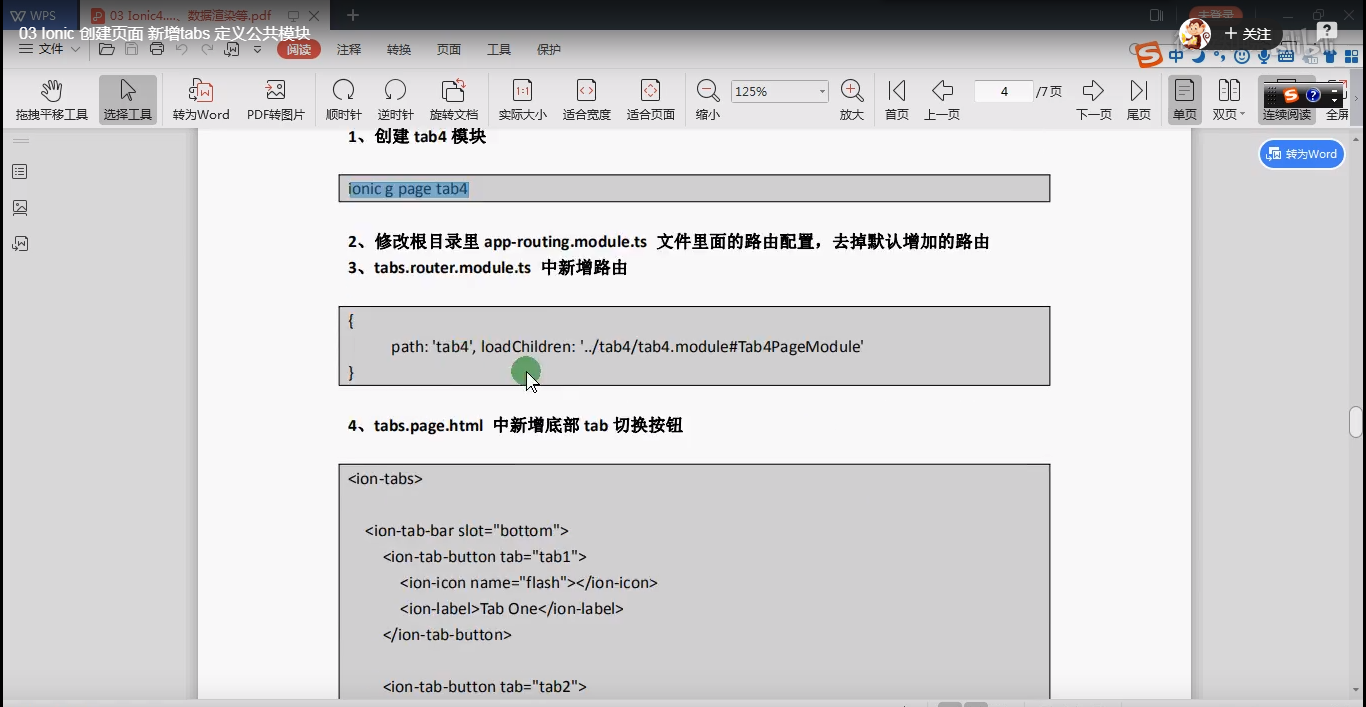 WPS
03 Ionic4....、数据渲染等.pdf
未登录
03 Ionic 创建页面 新增tabs 定义公共模块
+ 关注
文件
阅读
注释
转换
页面
工具
保护
中
拖拽平移工具
选择工具
转为Word
PDF转图片
顺时针
逆时针
旋转文档
1:1
实际大小
适合宽度
适合页面
缩小
125%
放大
首页
上一页
4
/7页
下一页
尾页
单页
双页
连续阅读
全屏
转为Word
1、创建 tab4 模块
ionic g page tab4
2、修改根目录里 app-routing.module.ts 文件里面的路由配置，去掉默认增加的路由
3、tabs.router.module.ts 中新增路由
{
path: 'tab4', loadChildren: '../tab4/tab4.module#Tab4PageModule'
}
4、tabs.page.html 中新增底部 tab 切换按钮
<ion-tabs>
<ion-tab-bar slot="bottom">
<ion-tab-button tab="tab1">
<ion-icon name="flash"></ion-icon>
<ion-label>Tab One</ion-label>
</ion-tab-button>
<ion-tab-button tab="tab2">